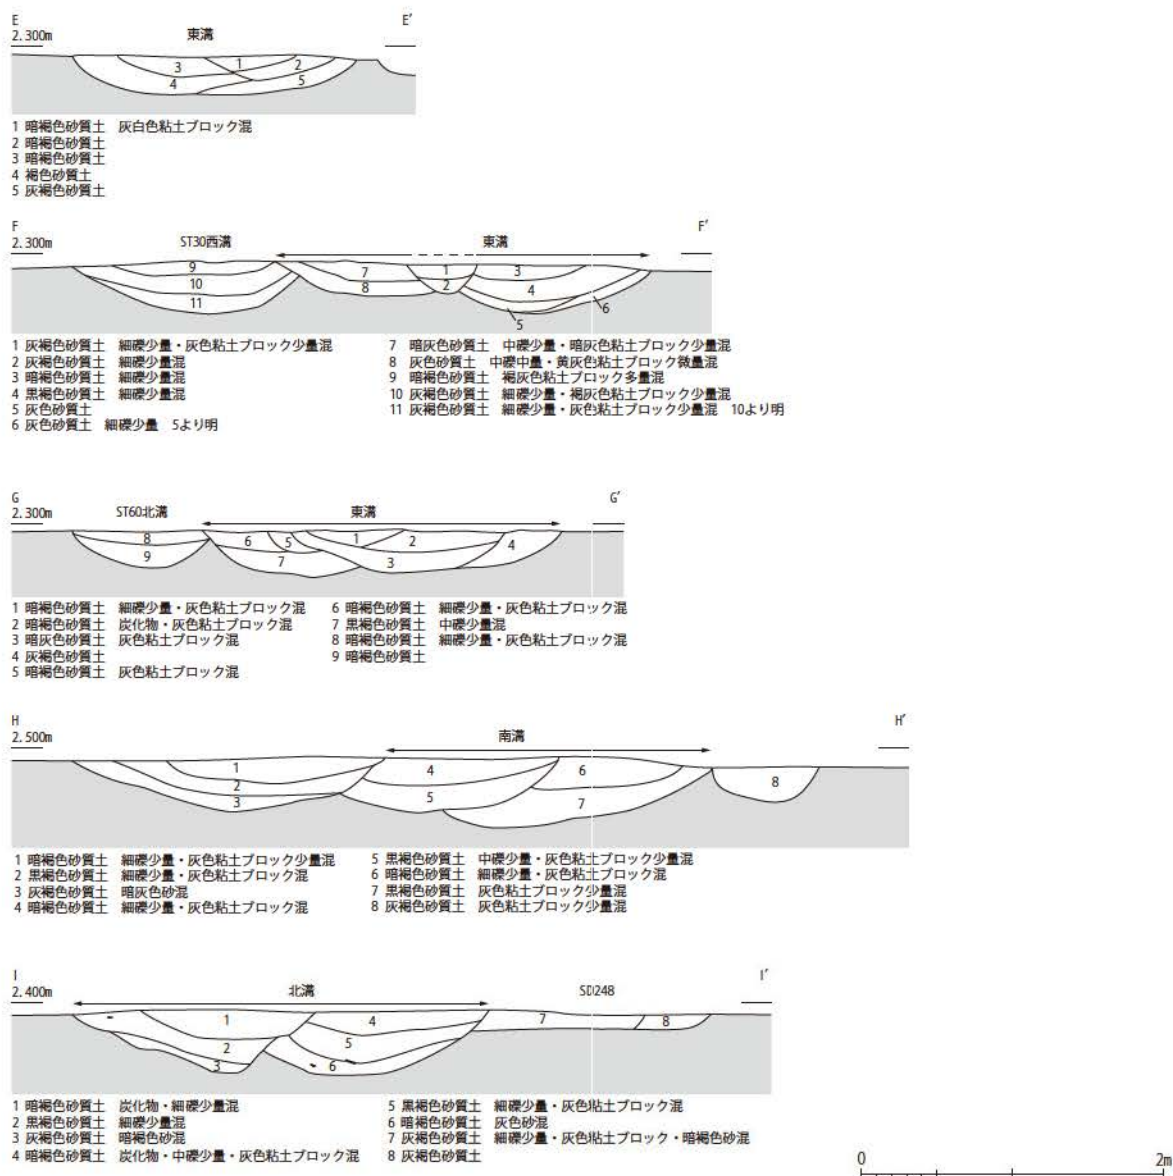 E E′
2.300m 東溝
3 1 2
4 5
1 暗褐色砂質土 灰白色粘土ブロック混
2 暗褐色砂質土
3 暗褐色砂質土
4 褐色砂質土
5 灰褐色砂質土
F F′
2.300m ST30西溝 東溝
9 7 1 3
10 8 2 4
11 5 6
1 灰褐色砂質土 細礫少量・灰色粘土ブロック少量混
2 灰褐色砂質土 細礫少量混
3 暗褐色砂質土 細礫少量混
4 黒褐色砂質土 細礫少量混
5 灰色砂質土
6 灰色砂質土 細礫少量 5より明
7 暗灰色砂質土 中礫少量・暗灰色粘土ブロック少量混
8 灰色砂質土 中礫中量・黄灰色粘土ブロック微量混
9 暗褐色砂質土 褐灰色粘土ブロック多量混
10 灰褐色砂質土 細礫少量・褐灰色粘土ブロック少量混
11 灰褐色砂質土 細礫少量・灰色粘土ブロック少量混 10より明
G G′
2.300m ST60北溝 東溝
8 6 5 1 2 4
9 7 3
1 暗褐色砂質土 細礫少量・灰色粘土ブロック混
2 暗褐色砂質土 炭化物・灰色粘土ブロック混
3 暗灰色砂質土 灰色粘土ブロック混
4 灰褐色砂質土
5 暗褐色砂質土 灰色粘土ブロック混
6 暗褐色砂質土 細礫少量・灰色粘土ブロック混
7 黒褐色砂質土 中礫少量混
8 暗褐色砂質土 細礫少量・灰色粘土ブロック混
9 暗褐色砂質土
H H′
2.500m 南溝
1 4 6 8
2 5 7
3
1 暗褐色砂質土 細礫少量・灰色粘土ブロック少量混
2 黒褐色砂質土 細礫少量・灰色粘土ブロック混
3 灰褐色砂質土 暗灰色砂混
4 暗褐色砂質土 細礫少量・灰色粘土ブロック混
5 黒褐色砂質土 中礫少量・灰色粘土ブロック少量混
6 暗褐色砂質土 細礫少量・灰色粘土ブロック混
7 黒褐色砂質土 灰色粘土ブロック少量混
8 灰褐色砂質土 灰色粘土ブロック少量混
I I′
2.400m 北溝 SD248
1 4 7 8
2 5
3 6
1 暗褐色砂質土 炭化物・細礫少量混
2 黒褐色砂質土 細礫少量混
3 灰褐色砂質土 暗褐色砂混
4 暗褐色砂質土 炭化物・中礫少量・灰色粘土ブロック混
5 黒褐色砂質土 細礫少量・灰色粘土ブロック混
6 暗褐色砂質土 灰色砂混
7 灰褐色砂質土 細礫少量・灰色粘土ブロック・暗褐色砂混
8 灰褐色砂質土
0 2m